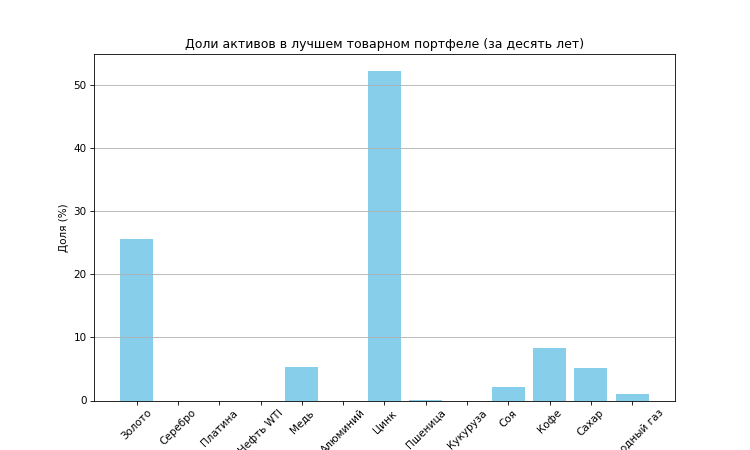 Доли активов в лучшем товарном портфеле (за десять лет)
Доля (%)
50
40
30
20
10
0
Золото
Серебро
Платина
Нефть WTI
Медь
Алюминий
Цинк
Пшеница
Кукуруза
Соя
Кофе
Сахар
газ